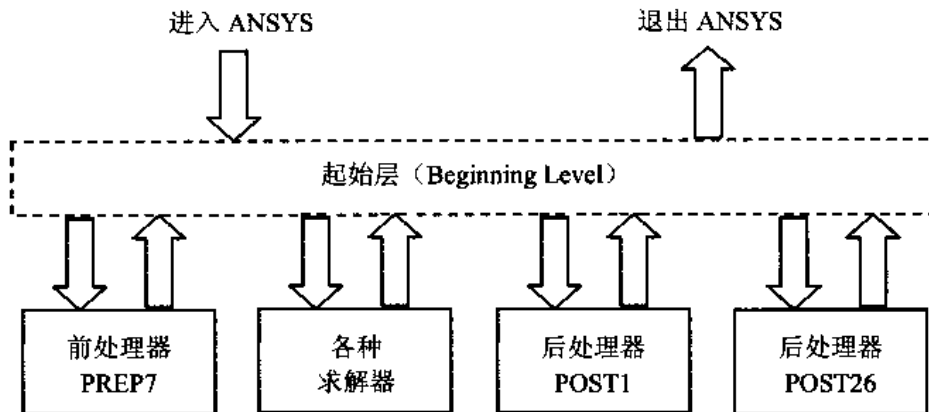 进入 ANSYS
退出 ANSYS
起始层（Beginning Level）
前处理器
PREP7
各种
求解器
后处理器
POST1
后处理器
POST26